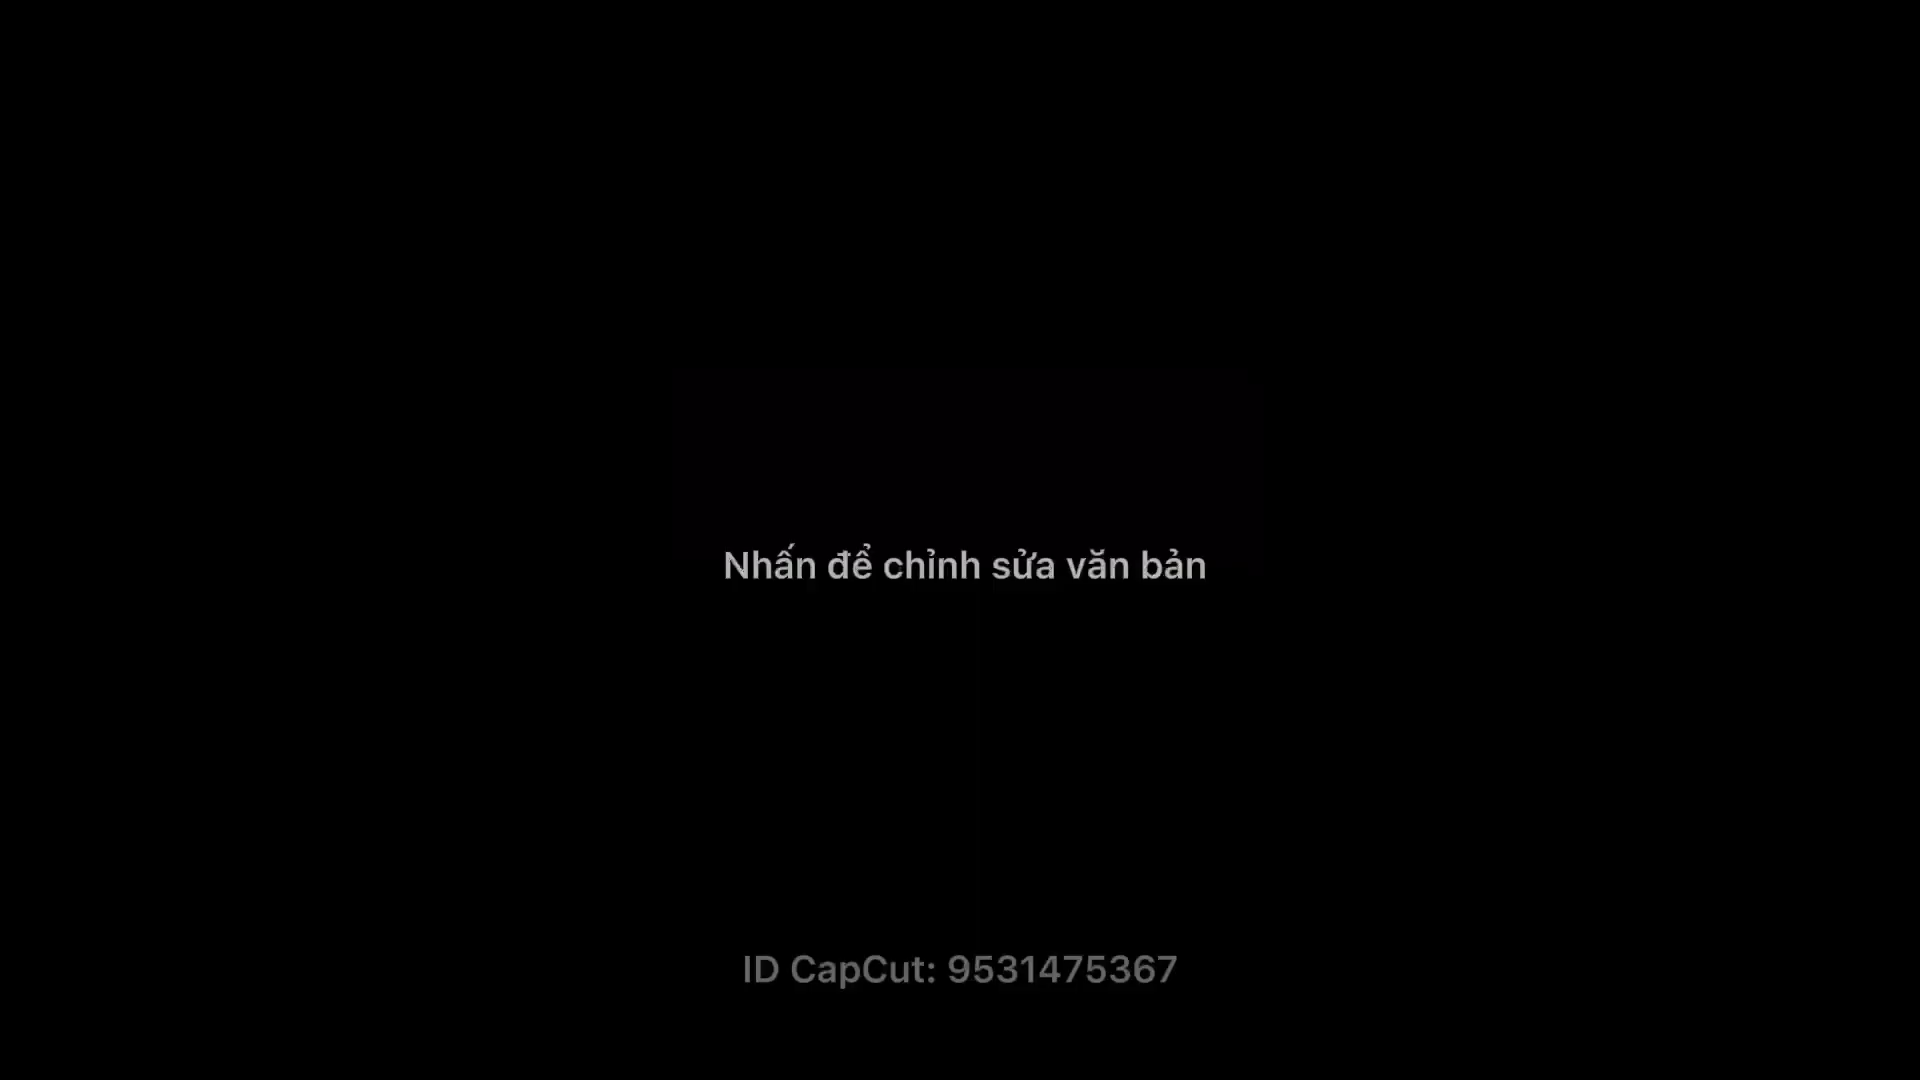 Nhấn để chỉnh sửa văn bản
ID CapCut: 9531475367